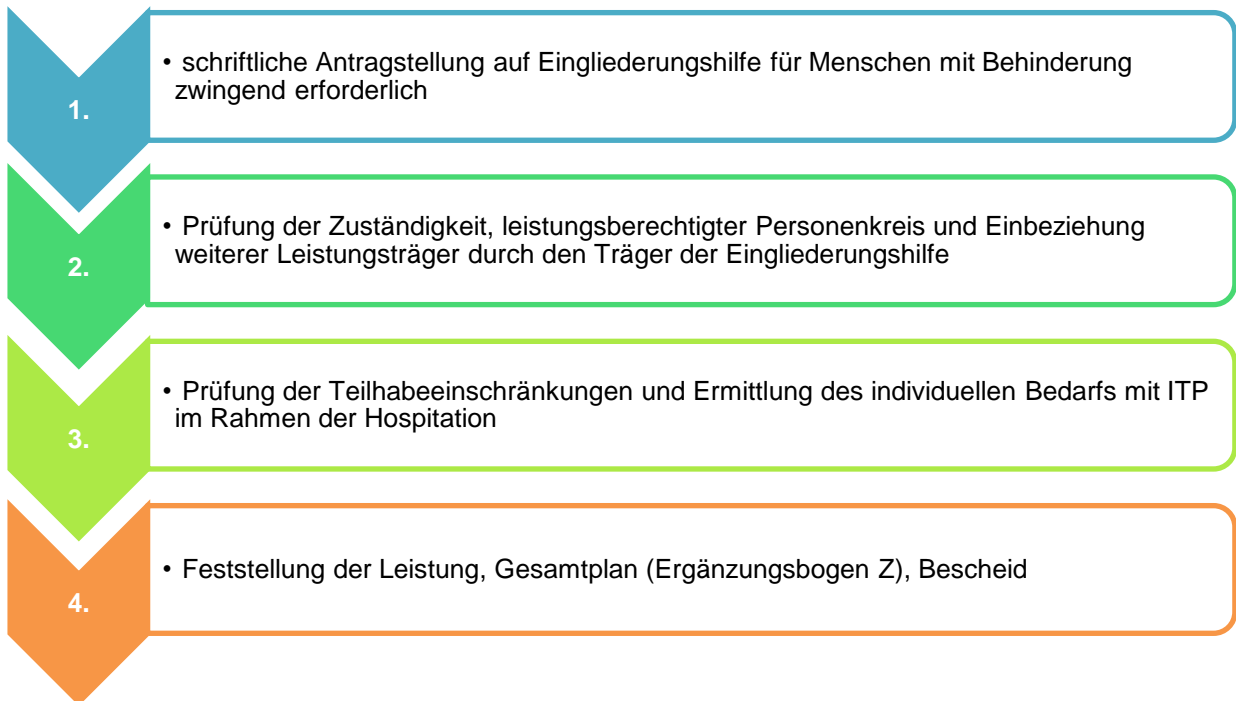 1.
• schriftliche Antragstellung auf Eingliederungshilfe für Menschen mit Behinderung
zwingend erforderlich
2.
• Prüfung der Zuständigkeit, leistungsberechtigter Personenkreis und Einbeziehung
weiterer Leistungsträger durch den Träger der Eingliederungshilfe
3.
• Prüfung der Teilhabeeinschränkungen und Ermittlung des individuellen Bedarfs mit ITP
im Rahmen der Hospitation
4.
• Feststellung der Leistung, Gesamtplan (Ergänzungsbogen Z), Bescheid